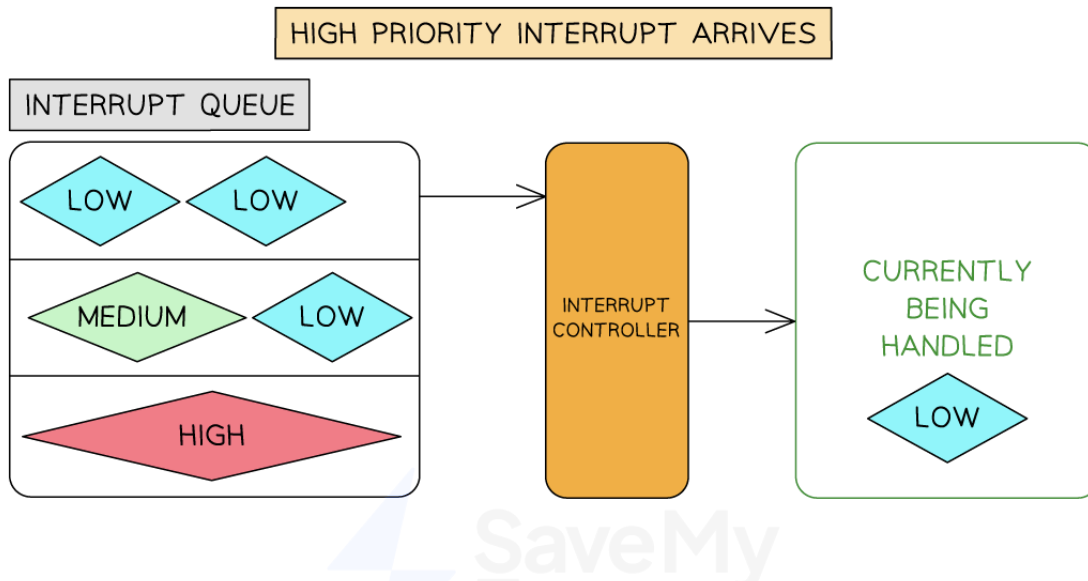 HIGH PRIORITY INTERRUPT ARRIVES
INTERRUPT QUEUE
LOW LOW
MEDIUM LOW
HIGH
INTERRUPT
CONTROLLER
CURRENTLY
BEING
HANDLED
LOW
SaveMy